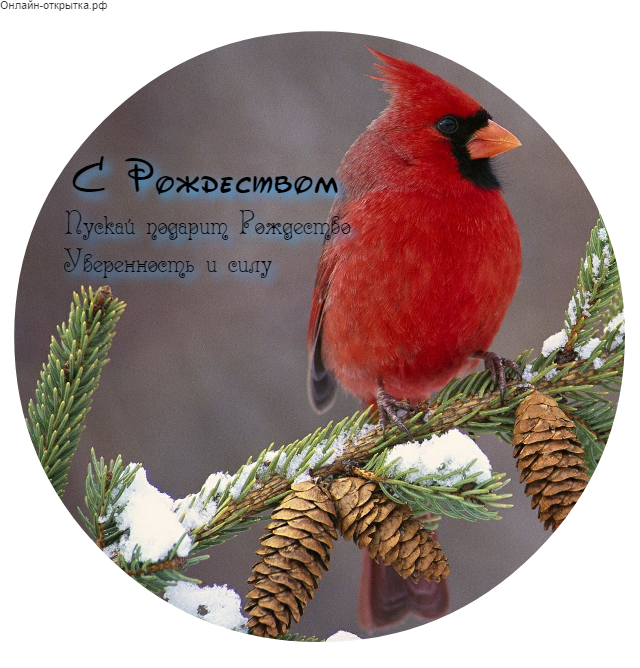 Онлайн-открытка.рф
С Рождеством
Пускай подарит Рождество
Уверенность и силу